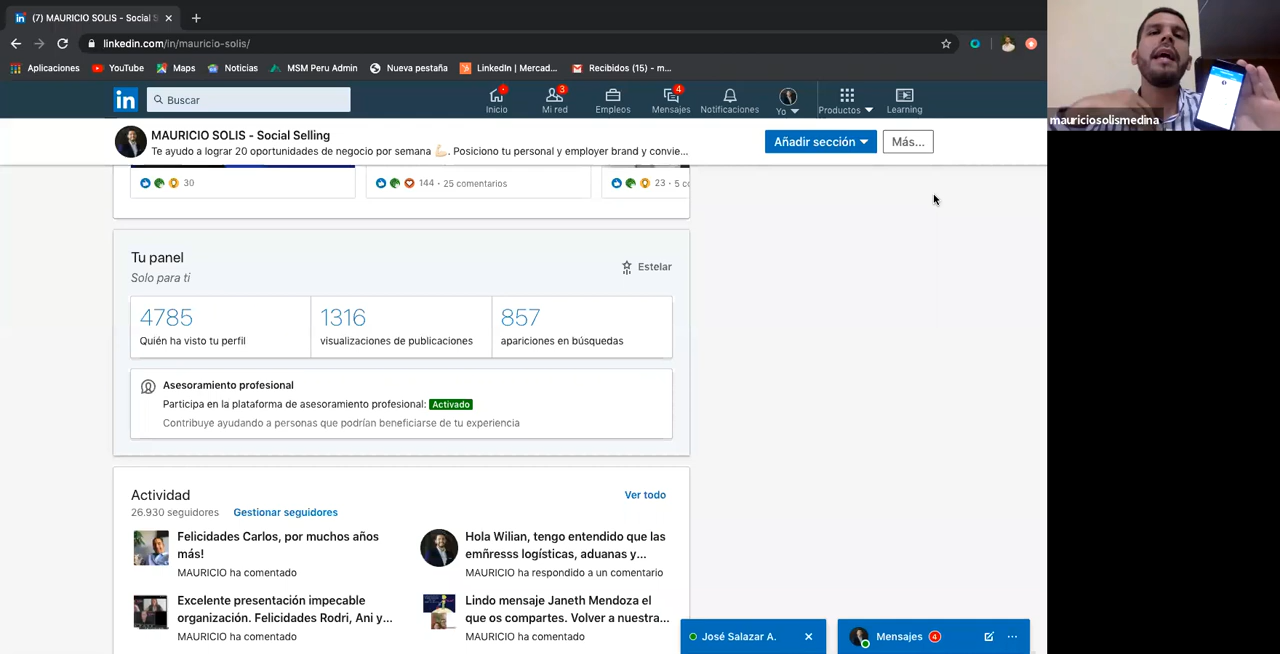 (7) MAURICIO SOLIS - Social S
linkedin.com/in/mauricio-solis/
Aplicaciones YouTube Maps Noticias MSM Peru Admin Nueva pestaña LinkedIn | Mercad... Recibidos (15) - m...
in Buscar Inicio Mi red 3 Empleos Mensajes 4 Notificaciones Yo Productos Learning
MAURICIO SOLIS - Social Selling
Te ayudo a lograr 20 oportunidades de negocio por semana 💪. Posiciono tu personal y employer brand y convie...
Añadir sección Más...
mauriciosolismedina
30 144 · 25 comentarios 23 · 5 cc
Tu panel
Solo para ti
Estelar
4785 1316 857
Quién ha visto tu perfil visualizaciones de publicaciones apariciones en búsquedas
Asesoramiento profesional
Participa en la plataforma de asesoramiento profesional: Activado
Contribuye ayudando a personas que podrían beneficiarse de tu experiencia
Actividad
Ver todo
26.930 seguidores Gestionar seguidores
Felicidades Carlos, por muchos años
más!
MAURICIO ha comentado
Hola Wilian, tengo entendido que las
emñresss logísticas, aduanas y...
MAURICIO ha respondido a un comentario
Excelente presentación impecable
organización. Felicidades Rodri, Ani y...
MAURICIO ha comentado
Lindo mensaje Janeth Mendoza el
que os compartes. Volver a nuestra...
MAURICIO ha comentado
José Salazar A.
Mensajes 4